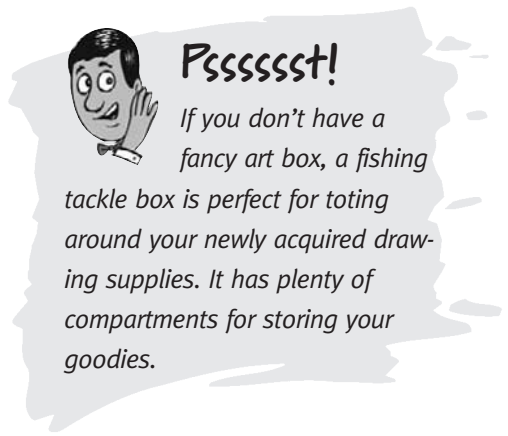 Psssssst!
If you don’t have a
fancy art box, a fishing
tackle box is perfect for toting
around your newly acquired draw-
ing supplies. It has plenty of
compartments for storing your
goodies.